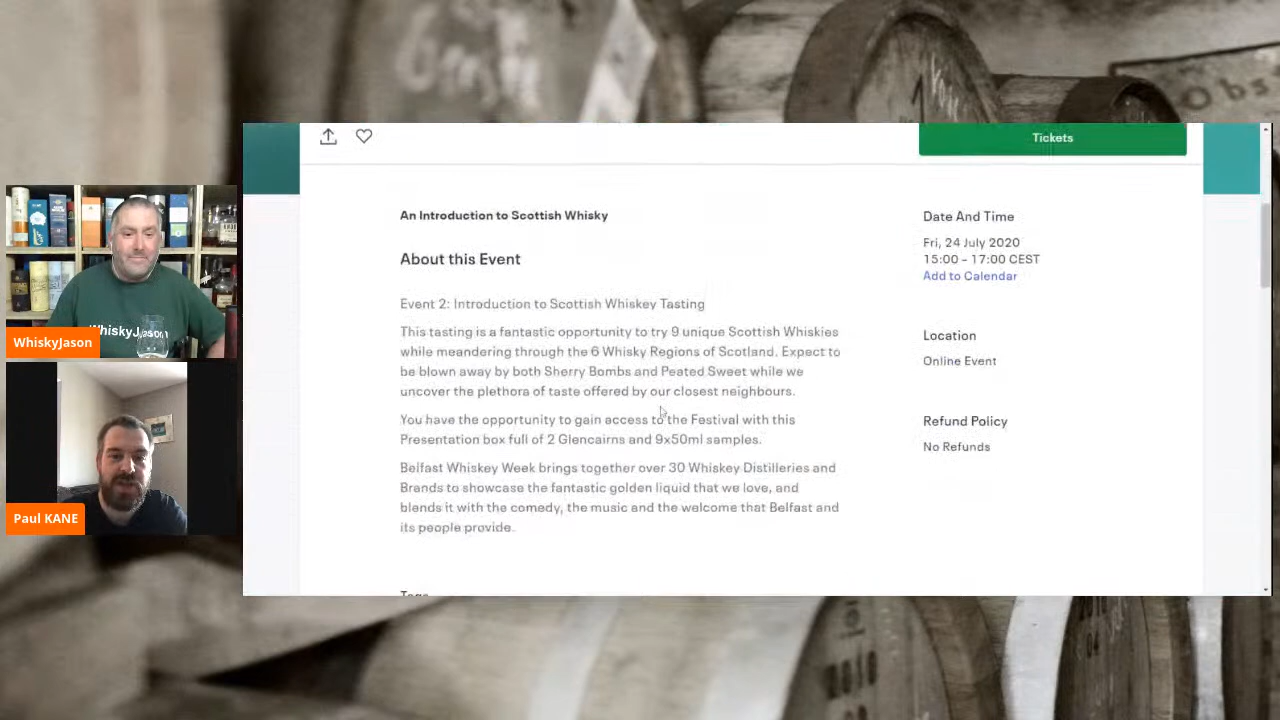 Tickets
An Introduction to Scottish Whisky
About this Event
Event 2: Introduction to Scottish Whiskey Tasting
This tasting is a fantastic opportunity to try 9 unique Scottish Whiskies
while meandering through the 6 Whisky Regions of Scotland. Expect to
be blown away by both Sherry Bombs and Peated Sweet while we
uncover the plethora of taste offered by our closest neighbours.
You have the opportunity to gain access to the Festival with this
Presentation box full of 2 Glencairns and 9x50ml samples.
Belfast Whiskey Week brings together over 30 Whiskey Distilleries and
Brands to showcase the fantastic golden liquid that we love, and
blends it with the comedy, the music and the welcome that Belfast and
its people provide.
Date And Time
Fri, 24 July 2020
15:00 – 17:00 CEST
Add to Calendar
Location
Online Event
Refund Policy
No Refunds
WhiskyJason
WhiskyJason
Paul KANE